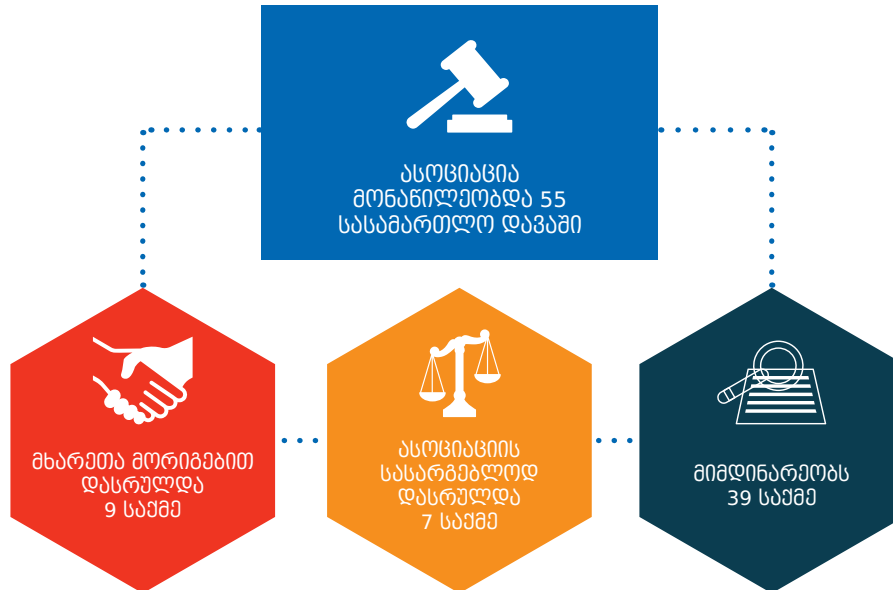 ასოციაცია
მონაწილეობდა 55
სასამართლო დავაში
მხარეთა მორიგებით
დასრულდა
9 საქმე
ასოციაციის
სასარგებლოდ
დასრულდა
7 საქმე
მიმდინარეობს
39 საქმე